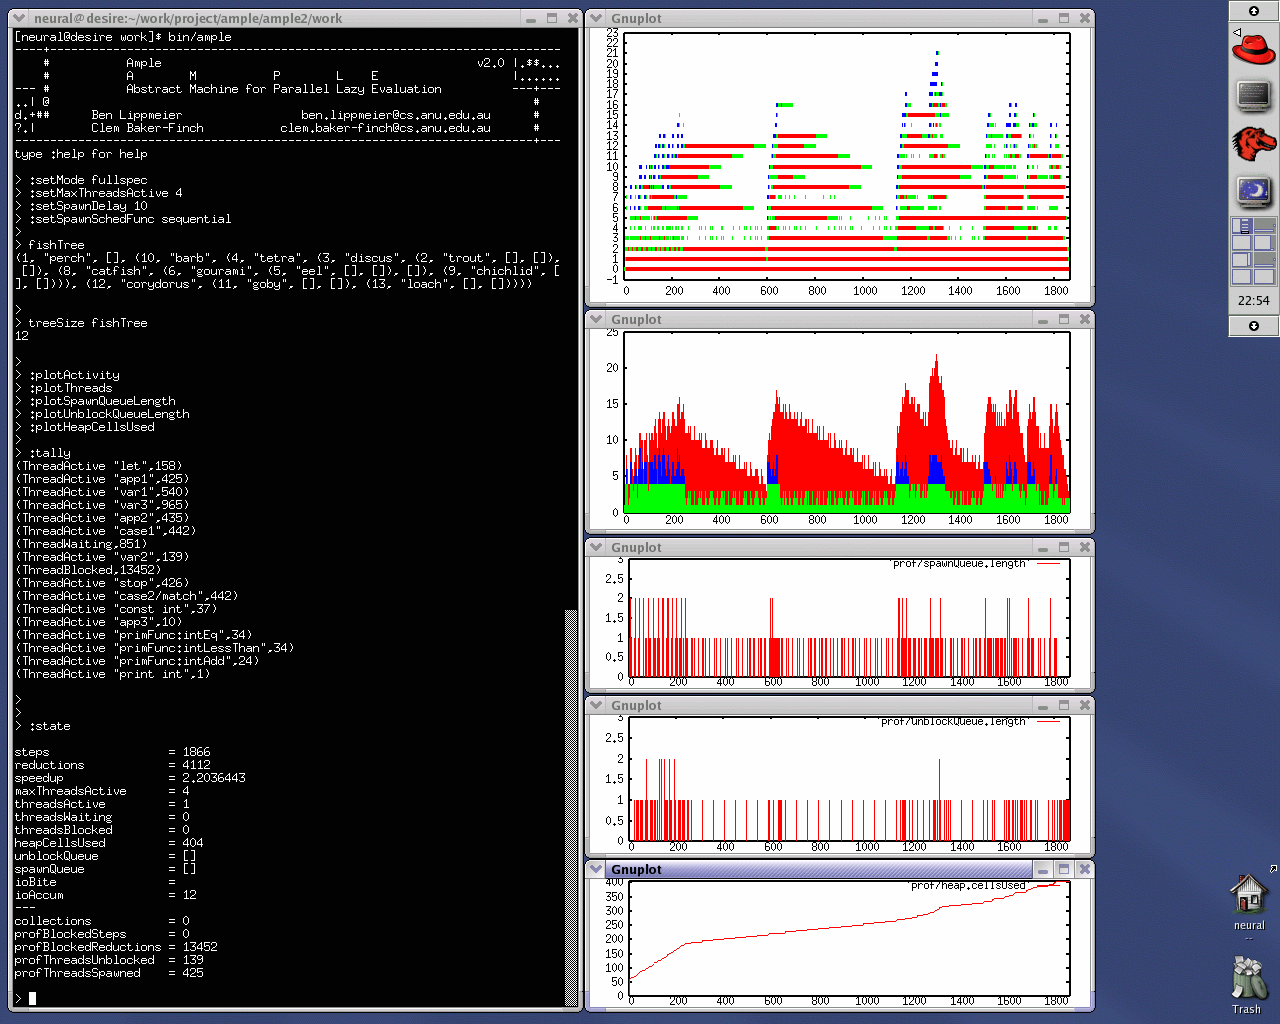 neural@desire:~/work/project/ample/ample2/work
[neural@desire work]$ bin/ample
----+------------------------------------------------------------------
# Ample v2.0 |.$$...
# A M P L E |......
--- # Abstract Machine for Parallel Lazy Evaluation ---+---
..| @ #
d.+## Ben Lippmeier ben.lippmeier@cs.anu.edu.au #
?.| Clem Baker-Finch clem.baker-finch@cs.anu.edu.au #
-------------------------------------------------------------------+---
type :help for help
> :setMode fullspec
> :setMaxThreadsActive 4
> :setSpawnDelay 10
> :setSpawnSchedFunc sequential
>
> fishTree
(1, "perch", [], (10, "barb", (4, "tetra", (3, "discus", (2, "trout", [], []),
[]), (8, "catfish", (6, "gourami", (5, "eel", [], []), []), (9, "chichlid", [
], []))), (12, "corydorus", (11, "goby", [], []), (13, "loach", [], []))))
>
> treeSize fishTree
12
>
> :plotActivity
> :plotThreads
> :plotSpawnQueueLength
> :plotUnblockQueueLength
> :plotHeapCellsUsed
>
> :tally
(ThreadActive "let",158)
(ThreadActive "app1",425)
(ThreadActive "var1",540)
(ThreadActive "var3",965)
(ThreadActive "app2",435)
(ThreadActive "case1",442)
(ThreadWaiting,851)
(ThreadActive "var2",139)
(ThreadBlocked,13452)
(ThreadActive "stop",426)
(ThreadActive "case2/match",442)
(ThreadActive "const int",37)
(ThreadActive "app3",10)
(ThreadActive "primFunc:intEq",34)
(ThreadActive "primFunc:intLessThan",34)
(ThreadActive "primFunc:intAdd",24)
(ThreadActive "print int",1)
>
>
> :state
steps = 1866
reductions = 4112
speedup = 2.2036443
maxThreadsActive = 4
threadsActive = 1
threadsWaiting = 0
threadsBlocked = 0
heapCellsUsed = 404
unblockQueue = []
spawnQueue = []
ioBite =
ioAccum = 12
---
collections = 0
profBlockedSteps = 0
profBlockedReductions = 13452
profThreadsUnblocked = 139
profThreadsSpawned = 425
>
Gnuplot
23
22
21
20
19
18
17
16
15
14
13
12
11
10
9
8
7
6
5
4
3
2
1
0
-1
0 200 400 600 800 1000 1200 1400 1600 1800
Gnuplot
25
20
15
10
5
0
0 200 400 600 800 1000 1200 1400 1600 1800
Gnuplot
3
'prof/spawnQueue.length'
2.5
2
1.5
1
0.5
0
0 200 400 600 800 1000 1200 1400 1600 1800
Gnuplot
3
'prof/unblockQueue.length'
2.5
2
1.5
1
0.5
0
0 200 400 600 800 1000 1200 1400 1600 1800
Gnuplot
400
'prof/heap.cellsUsed'
350
300
250
200
150
100
50
0
0 200 400 600 800 1000 1200 1400 1600 1800
22:54
neural
--
Trash